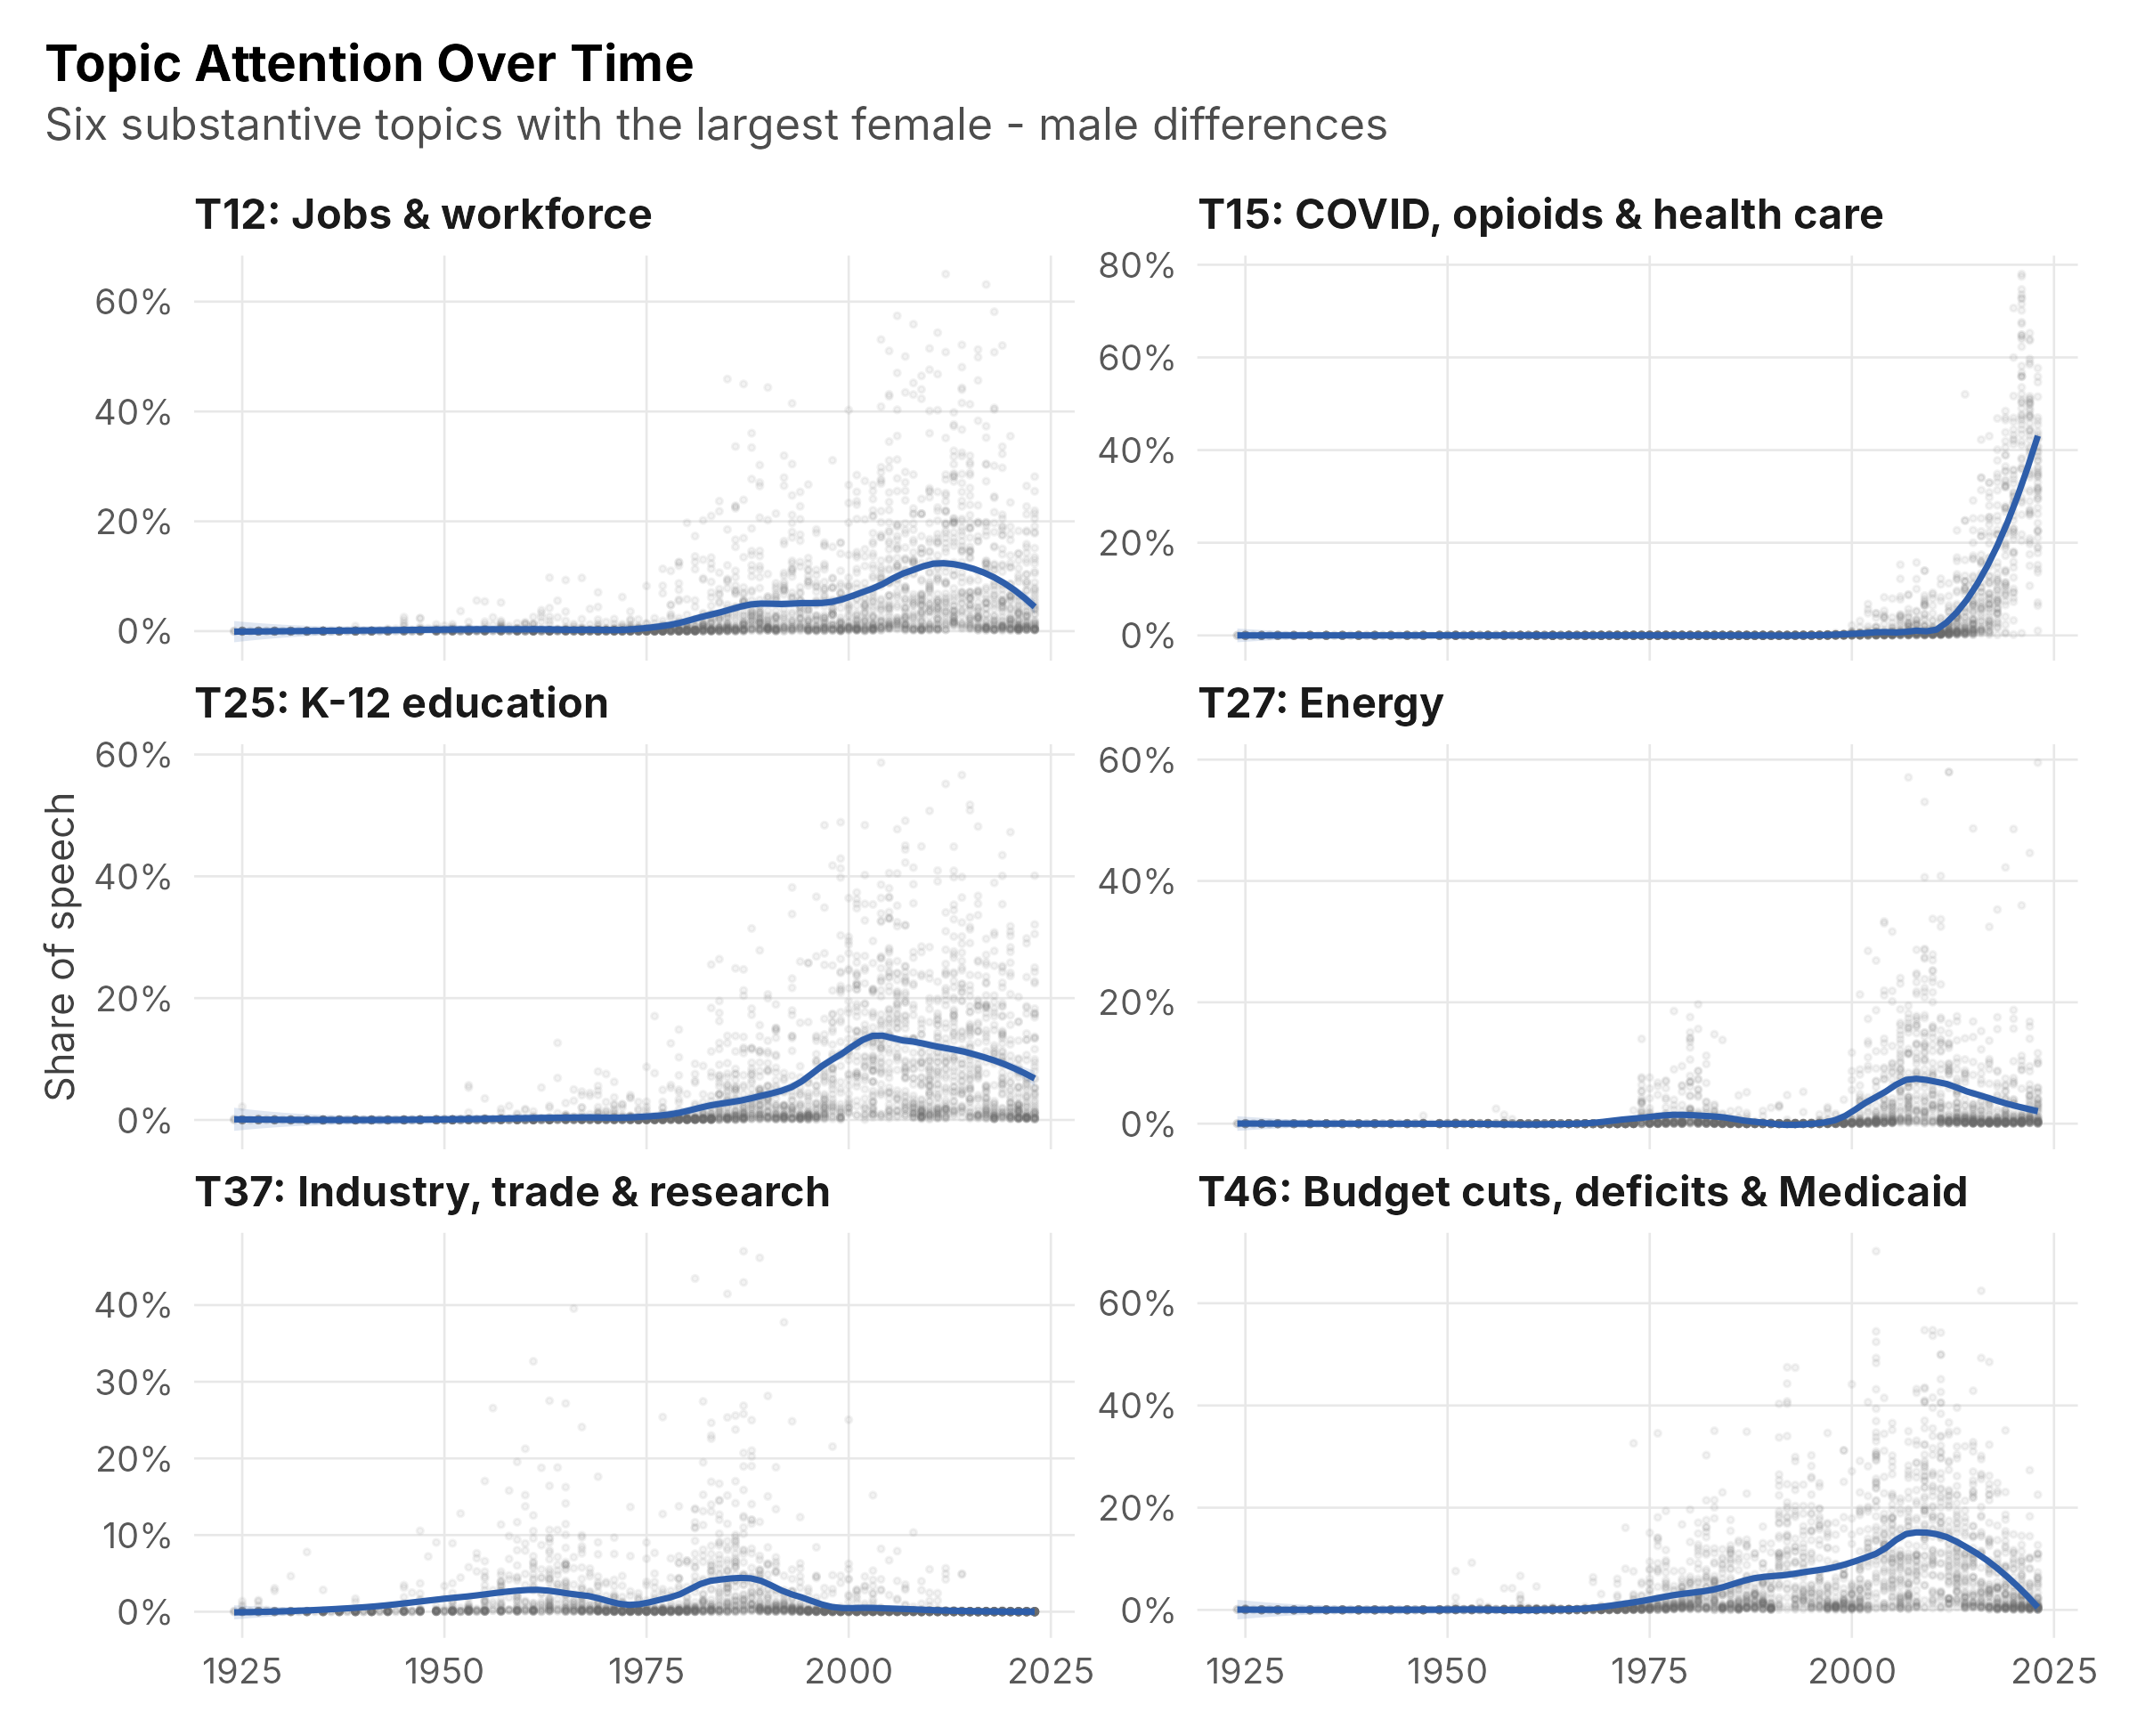 Topic Attention Over Time
Six substantive topics with the largest female - male differences
T12: Jobs & workforce
60%
40%
20%
0%
T15: COVID, opioids & health care
80%
60%
40%
20%
0%
Share of speech
T25: K-12 education
60%
40%
20%
0%
T27: Energy
60%
40%
20%
0%
T37: Industry, trade & research
40%
30%
20%
10%
0%
1925 1950 1975 2000 2025
T46: Budget cuts, deficits & Medicaid
60%
40%
20%
0%
1925 1950 1975 2000 2025